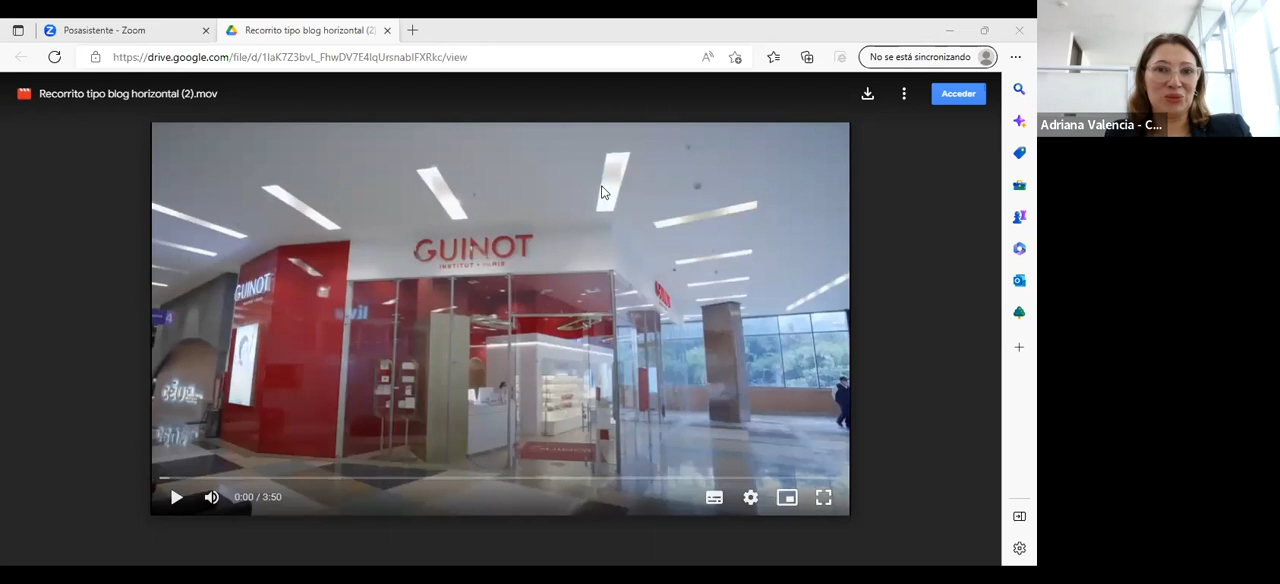 Posasistente - Zoom
Recorrito tipo blog horizontal (2)
https://drive.google.com/file/d/1IaK7Z3bvL_FhwDV7E4lqUrsnabIFXRkc/view
No se está sincronizando
Recorrito tipo blog horizontal (2).mov
Acceder
Adriana Valencia - C...
GUINOT
INSTITUT • PARIS
GUINOT
0:00 / 3:50